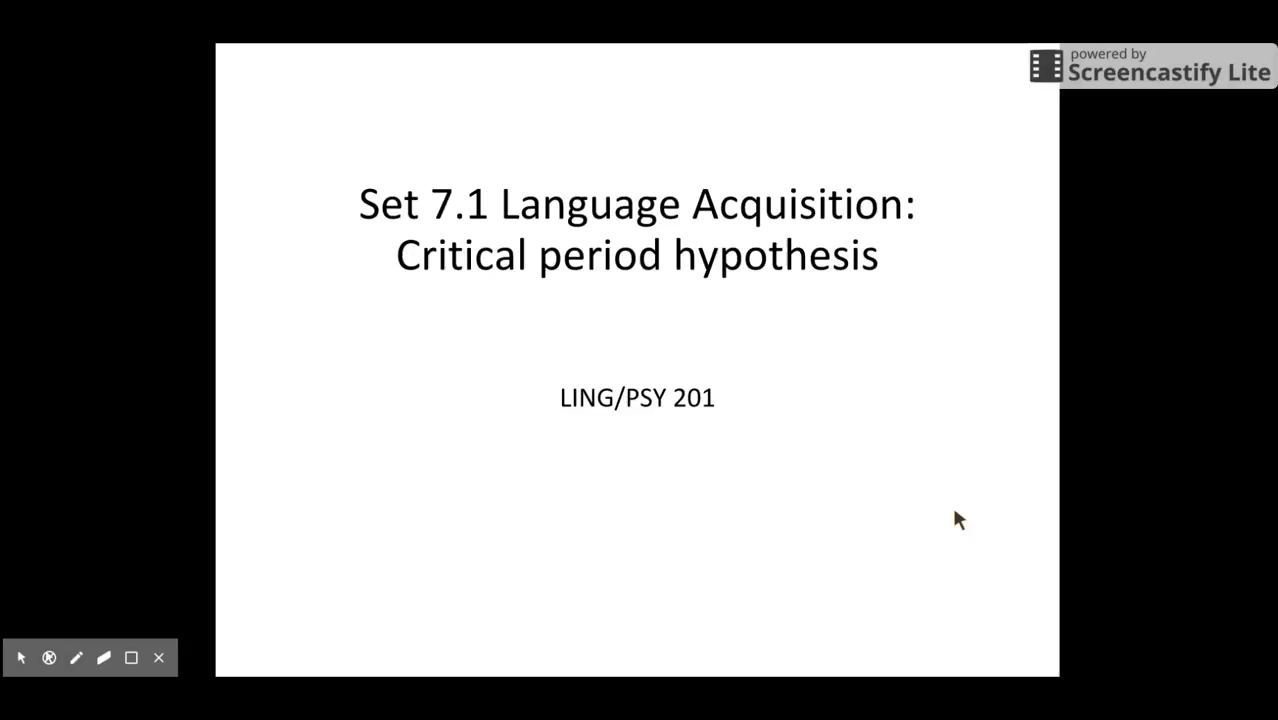 powered by
Screencastify Lite
Set 7.1 Language Acquisition:
Critical period hypothesis
LING/PSY 201